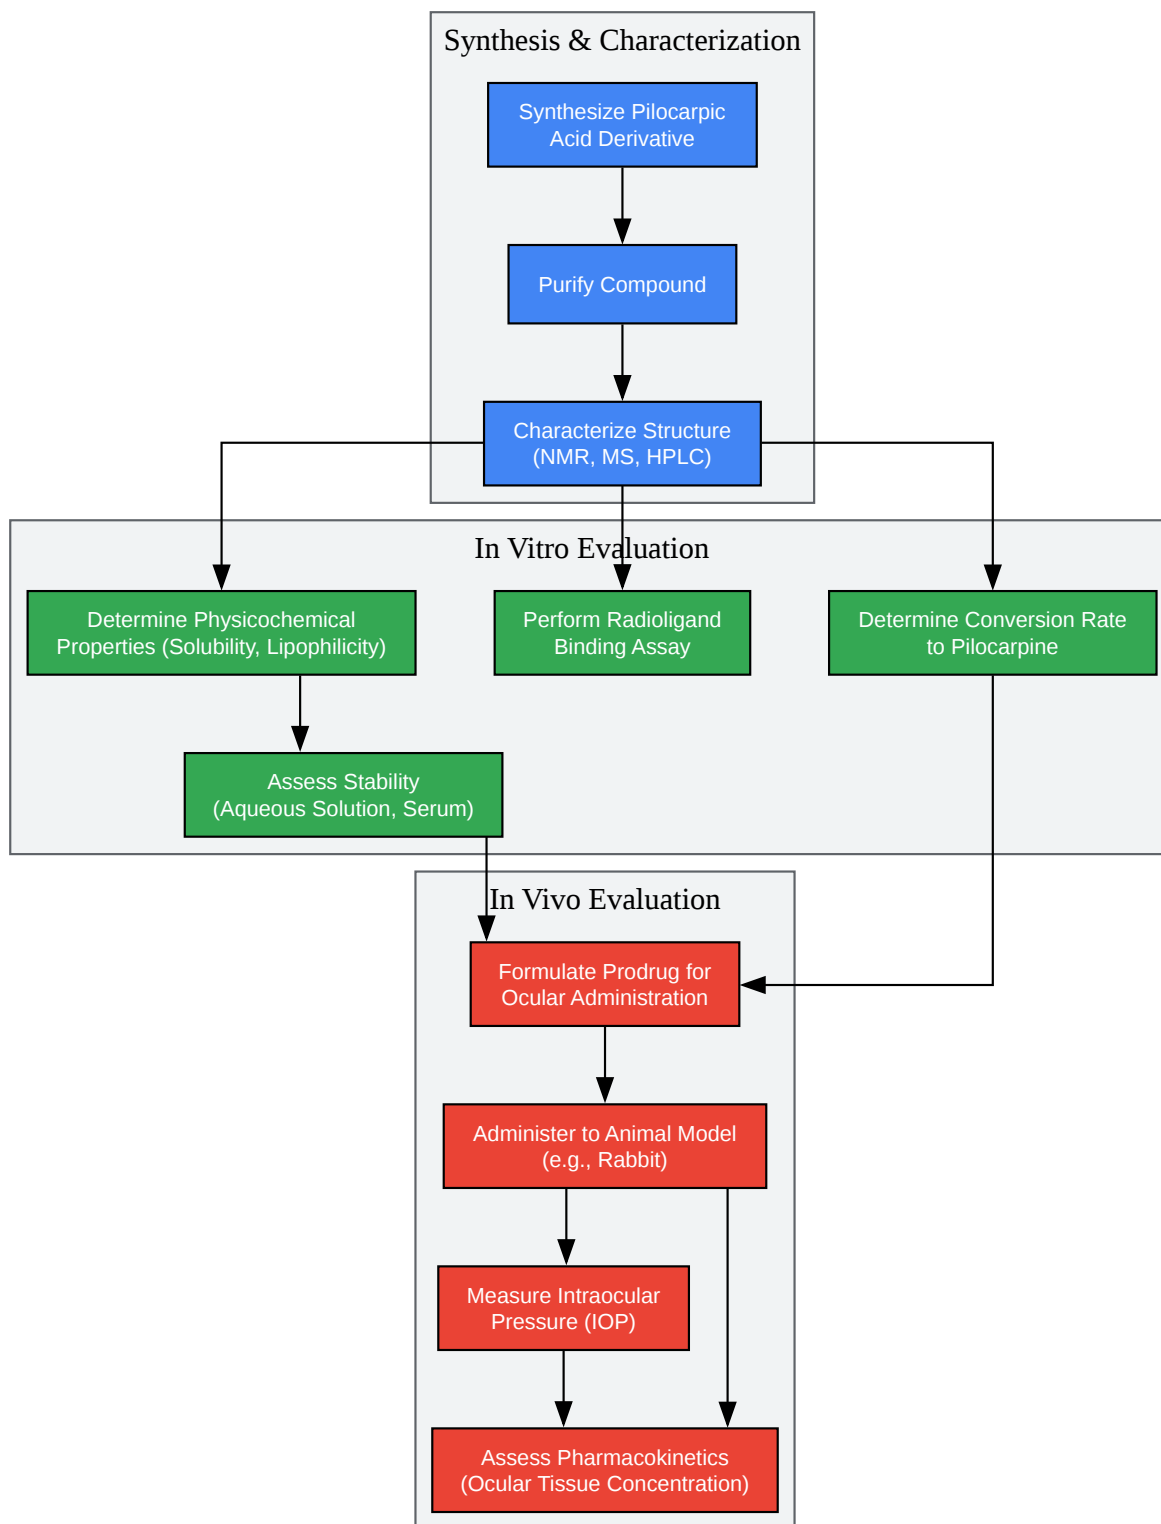 Synthesis & Characterization
Synthesize Pilocarpic
Acid Derivative
Purify Compound
Characterize Structure
(NMR, MS, HPLC)
In Vitro Evaluation
Determine Physicochemical
Properties (Solubility, Lipophilicity)
Perform Radioligand
Binding Assay
Determine Conversion Rate
to Pilocarpine
Assess Stability
(Aqueous Solution, Serum)
In Vivo Evaluation
Formulate Prodrug for
Ocular Administration
Administer to Animal Model
(e.g., Rabbit)
Measure Intraocular
Pressure (IOP)
Assess Pharmacokinetics
(Ocular Tissue Concentration)